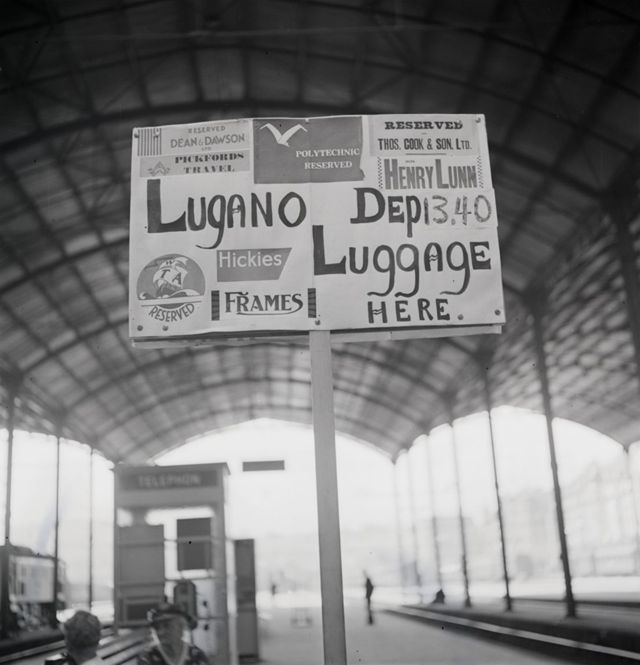 RESERVED
DEAN & DAWSON
LTD
PICKFORDS
TRAVEL
POLYTECHNIC
RESERVED
RESERVED
THOS. COOK & SON, LTD.
HENRY LUNN
LUGANO DEP 13.40
LUGGAGE
HERE
WTA
RESERVED
Hickies
FRAMES
TELEPHON